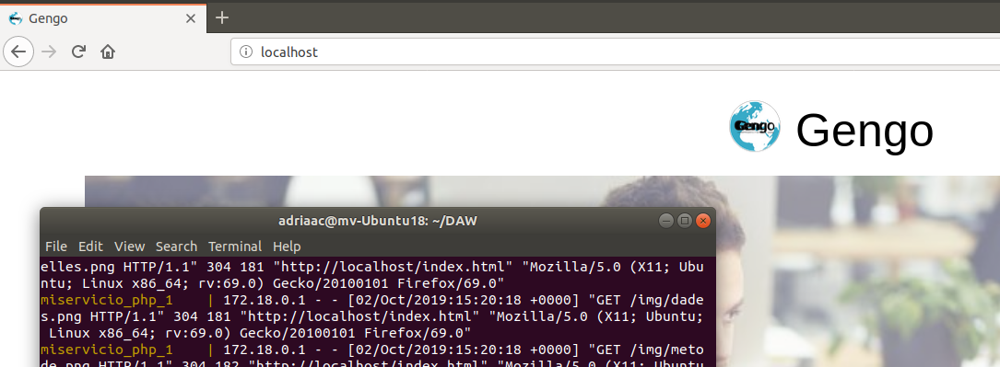 Gengo
localhost
Gengo Gengo
adriaac@mv-Ubuntu18: ~/DAW
File Edit View Search Terminal Help
elles.png HTTP/1.1" 304 181 "http://localhost/index.html" "Mozilla/5.0 (X11; Ubu
ntu; Linux x86_64; rv:69.0) Gecko/20100101 Firefox/69.0"
miservicio_php_1 | 172.18.0.1 - - [02/Oct/2019:15:20:18 +0000] "GET /img/dade
s.png HTTP/1.1" 304 181 "http://localhost/index.html" "Mozilla/5.0 (X11; Ubuntu;
Linux x86_64; rv:69.0) Gecko/20100101 Firefox/69.0"
miservicio_php_1 | 172.18.0.1 - - [02/Oct/2019:15:20:18 +0000] "GET /img/meto
de.png HTTP/1.1" 304 182 "http://localhost/index.html" "Mozilla/5.0 (X11; Ubuntu